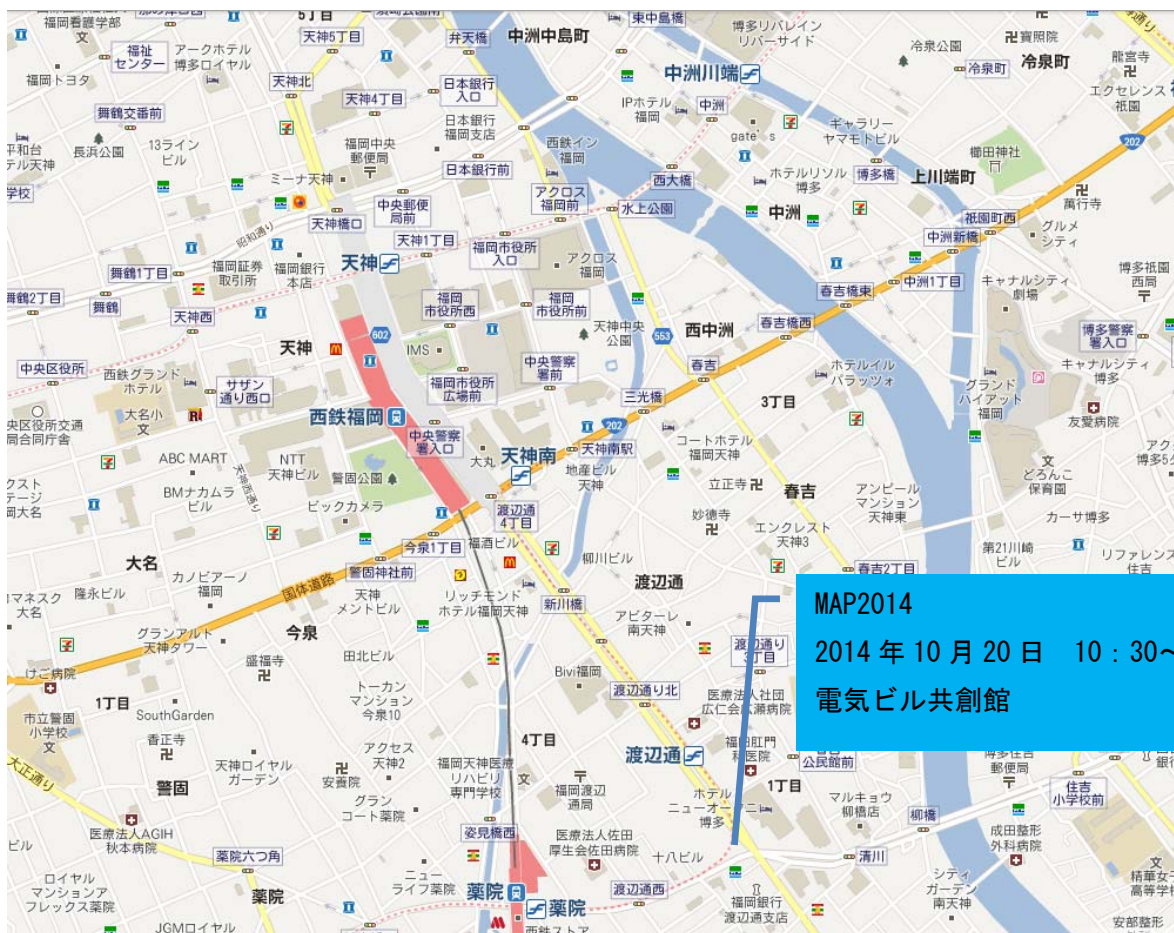 福岡看護学部
5丁目
東中島橋
博多リバレイン
リバーサイド
寶照院
福祉
センター
アークホテル
博多ロイヤル
天神5丁目
弁天橋
中洲中島町
冷泉公園
冷泉町
龍宮寺
福岡トヨタ
天神北
日本銀行
入口
中洲川端
エクセレンス
祇園
舞鶴交番前
天神4丁目
IPホテル
福岡
中洲
gate's
ギャラリー
ヤマモトビル
202
長浜公園
13ライン
ビル
福岡中央
郵便局
日本銀行
福岡支店
西鉄イン
福岡
櫛田神社
日本銀行前
西大橋
ホテルリソル
博多
博多橋
上川端町
ミーナ天神
萬行寺
中央郵便
局前
アクロス
福岡前
水上公園
中洲
祇園町西
グルメ
シティ
天神橋口
昭和通り
天神1丁目
福岡市役所
入口
中洲新橋
舞鶴1丁目
福岡証券
取引所
福岡銀行
本店
天神
アクロス
福岡
キャナルシティ
劇場
博多祇園
西局
舞鶴2丁目
舞鶴
天神西
福岡
市役所西
福岡
市役所前
春吉橋東
中洲1丁目
602
天神中央
公園
553
西中洲
春吉橋西
博多警察
署入口
天神
IMS
中央警察
署前
春吉
キャナルシティ
博多
中央区役所
西鉄グランド
ホテル
サザン
通り西口
福岡市役所
広場前
ホテルイル
パラッツォ
グランド
ハイアット
福岡
大名小
三光橋
3丁目
友愛病院
西鉄福岡
中央警察
署入口
202
天神南駅
コートホテル
福岡天神
ABC MART
NTT
天神ビル
大丸
天神南
地産ビル
天神
立正寺
春吉
アンピール
マンション
天神東
どろんこ
保育園
BMナカムラ
ビル
天神西通り
警固公園
ビックカメラ
渡辺通
4丁目
妙徳寺
エンクレスト
天神3
カーサ博多
今泉1丁目
福酒ビル
柳川ビル
第21川崎
ビル
リファレンス
住吉
大名
カノビアーノ
福岡
国体道路
警固神社前
渡辺通
春吉2丁目
隆永ビル
天神
メントビル
リッチモンド
ホテル福岡天神
新川橋
アビターレ
南天神
MAP2014
2014年10月20日 10：30～
電気ビル共創館
グランアルト
天神タワー
今泉
渡辺通り
3丁目
盛福寺
田北ビル
Bivi福岡
けご病院
トーカン
マンション
今泉10
渡辺通り北
医療法人社団
広仁会広瀬病院
1丁目
市立警固
小学校
SouthGarden
香正寺
4丁目
アクセス
天神2
渡辺通
公民館前
大正通り
天神ロイヤル
ガーデン
安養院
福岡天神医療
リハビリ
専門学校
福岡渡辺
通局
1丁目
警固
グラン
コート薬院
マルキョウ
柳橋店
住吉
小学校前
医療法人AGIH
秋本病院
姿見橋西
医療法人佐田
厚生会佐田病院
十八ビル
柳橋
成田整形
外科病院
薬院六つ角
清川
ロイヤル
マンションア
フレックス薬院
薬院
ニュー
ライフ薬院
薬院
薬院
渡辺通西
福岡銀行
渡辺通支店
シティ
ガーデン
南天神
JGMロイヤル
西鉄ストア
安部整形